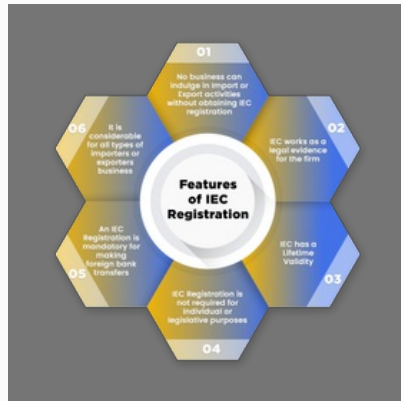 01
No business can
indulge in Import or
Export activities
without obtaining IEC
registration
02
IEC works as a
legal evidence
for the firm
IEC has a
Lifetime
Validity
03
IEC Registration is
not required for
individual or
legislative purposes
04
An IEC
Registration is
mandatory for
making
foreign bank
transfers
05
06
It is
considerable
for all types of
importers or
exporters
business
Features
of IEC
Registration